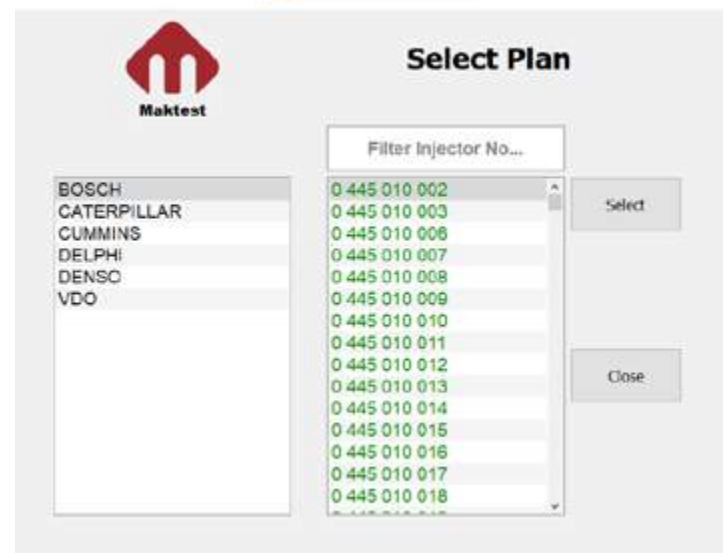 Select Plan
Maktest
Filter Injector No...
BOSCH
CATERPILLAR
CUMMINS
DELPHI
DENSO
VDO
0 445 010 002
0 445 010 003
0 445 010 006
0 445 010 007
0 445 010 008
0 445 010 009
0 445 010 010
0 445 010 011
0 445 010 012
0 445 010 013
0 445 010 014
0 445 010 015
0 445 010 016
0 445 010 017
0 445 010 018
Select
Close